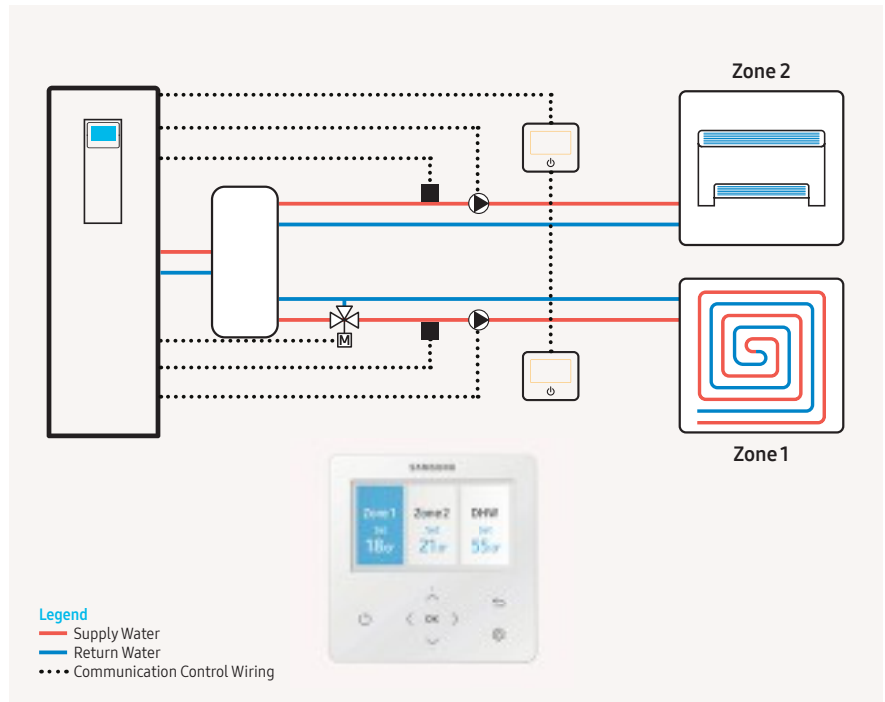 Zone 2
M
Zone 1
SAMSUNG
Zone 1
Zone 2
DHW
Set
Set
Set
18
21
55
OK
Legend
Supply Water
Return Water
Communication Control Wiring